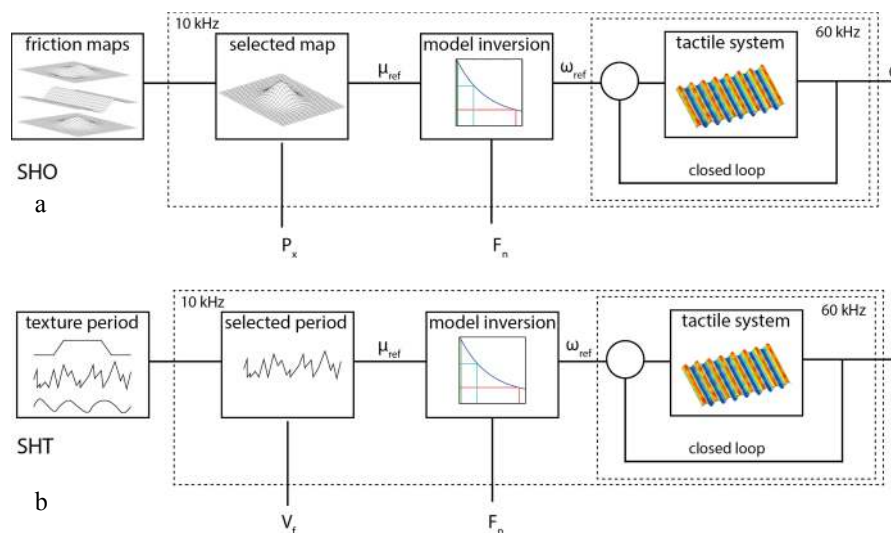 10 kHz
60 kHz
friction maps
selected map
model inversion
tactile system
μref
ωref
closed loop
SHO
a
Px
Fn
10 kHz
60 kHz
texture period
selected period
model inversion
tactile system
μref
ωref
closed loop
SHT
b
Vf
Fn